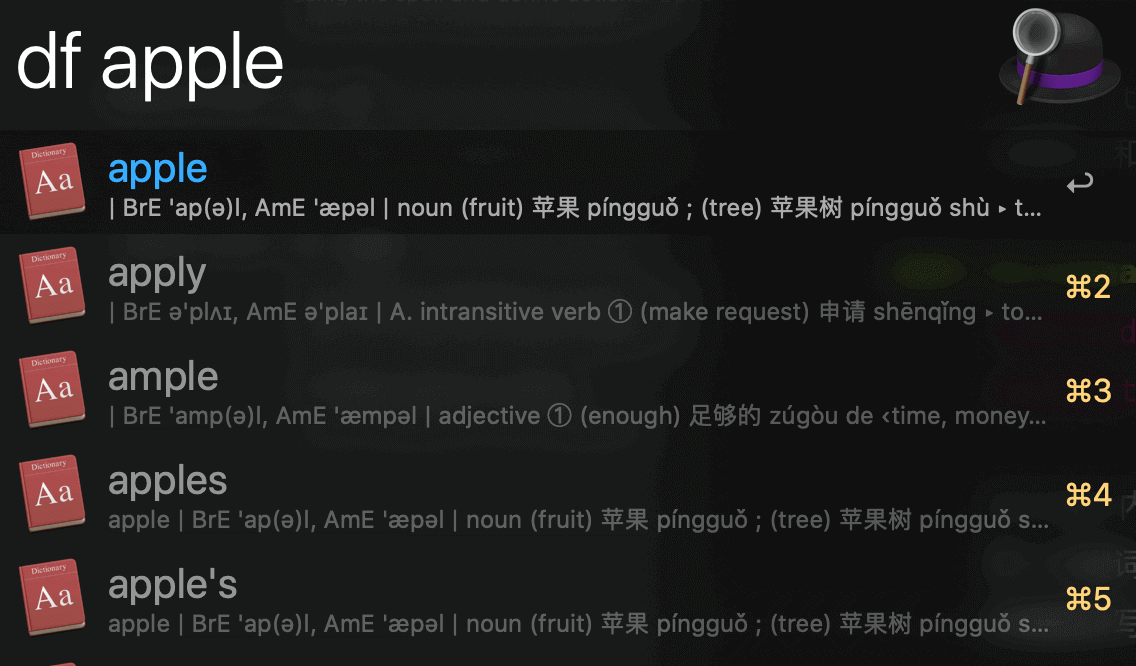 df apple
Dictionary
Aa
apple
| BrE 'ap(ə)l, AmE 'æpəl | noun (fruit) 苹果 píngguǒ ; (tree) 苹果树 píngguǒ shù ▸ t...
Dictionary
Aa
apply
⌘2
| BrE ə'plʌɪ, AmE ə'plaɪ | A. intransitive verb ① (make request) 申请 shēnqǐng ▸ to...
Dictionary
Aa
ample
⌘3
| BrE 'amp(ə)l, AmE 'æmpəl | adjective ① (enough) 足够的 zúgòu de ‹time, money...
Dictionary
Aa
apples
⌘4
apple | BrE 'ap(ə)l, AmE 'æpəl | noun (fruit) 苹果 píngguǒ ; (tree) 苹果树 píngguǒ s...
Dictionary
Aa
apple's
⌘5
apple | BrE 'ap(ə)l, AmE 'æpəl | noun (fruit) 苹果 píngguǒ ; (tree) 苹果树 píngguǒ s...